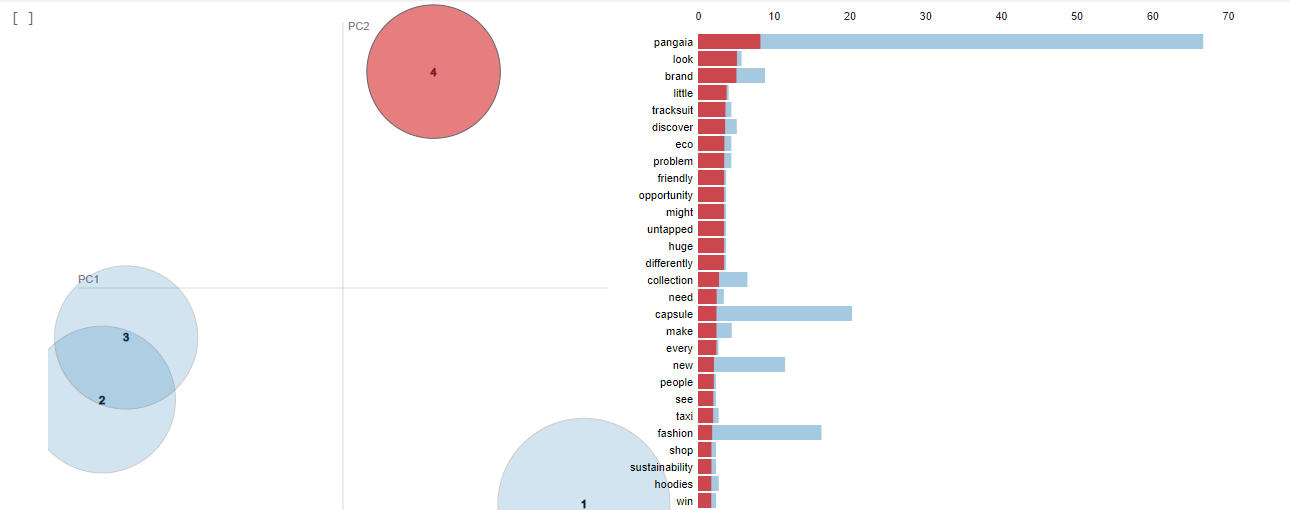 [ ]
PC2
4
PC1
3
2
1
0 10 20 30 40 50 60 70
pangaia
look
brand
little
tracksuit
discover
eco
problem
friendly
opportunity
might
untapped
huge
differently
collection
need
capsule
make
every
new
people
see
taxi
fashion
shop
sustainability
hoodies
win